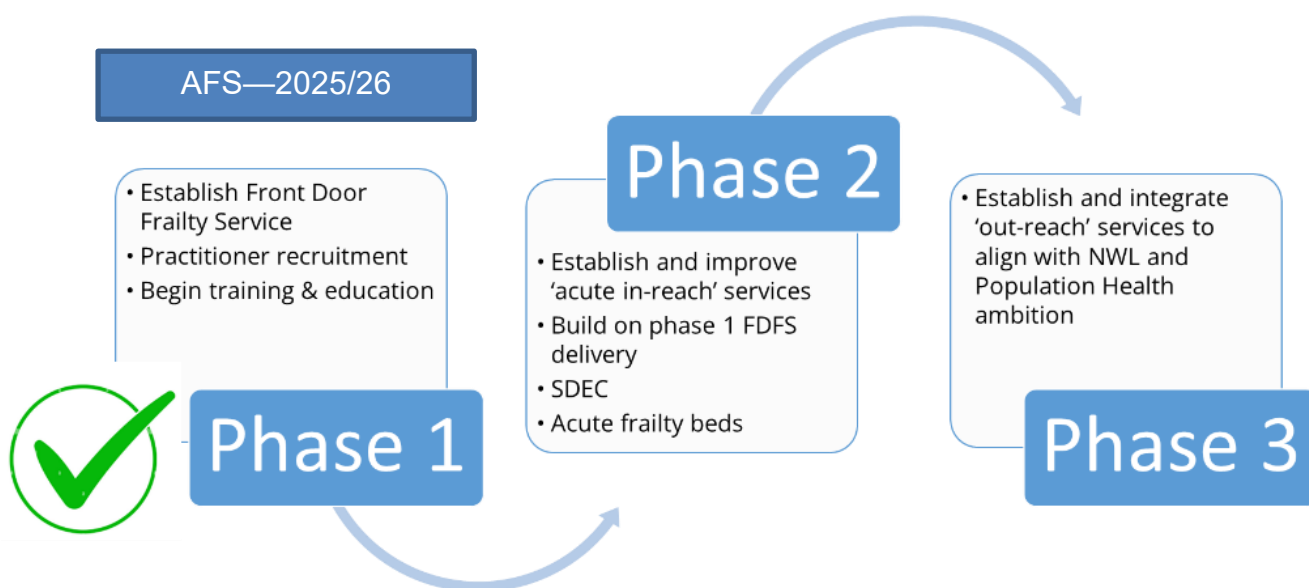 AFS—2025/26
• Establish Front Door
Frailty Service
• Practitioner recruitment
• Begin training & education
Phase 1
Phase 2
• Establish and improve
‘acute in-reach’ services
• Build on phase 1 FDFS
delivery
• SDEC
• Acute frailty beds
• Establish and integrate
‘out-reach’ services to
align with NWL and
Population Health
ambition
Phase 3